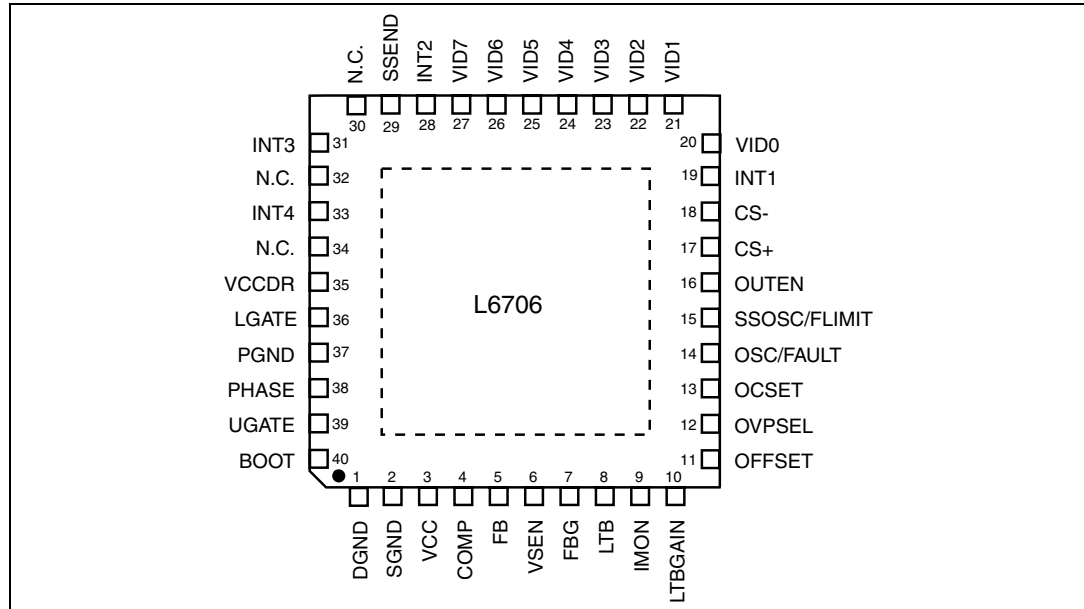 N.C.
SSEND
INT2
VID7
VID6
VID5
VID4
VID3
VID2
VID1
30
29
28
27
26
25
24
23
22
21
INT3 31
N.C. 32
INT4 33
N.C. 34
VCCDR 35
LGATE 36
PGND 37
PHASE 38
UGATE 39
BOOT 40
L6706
20 VID0
19 INT1
18 CS-
17 CS+
16 OUTEN
15 SSOSC/FLIMIT
14 OSC/FAULT
13 OCSET
12 OVPSEL
11 OFFSET
1
2
3
4
5
6
7
8
9
10
DGND
SGND
VCC
COMP
FB
VSEN
FBG
LTB
IMON
LTBGAIN